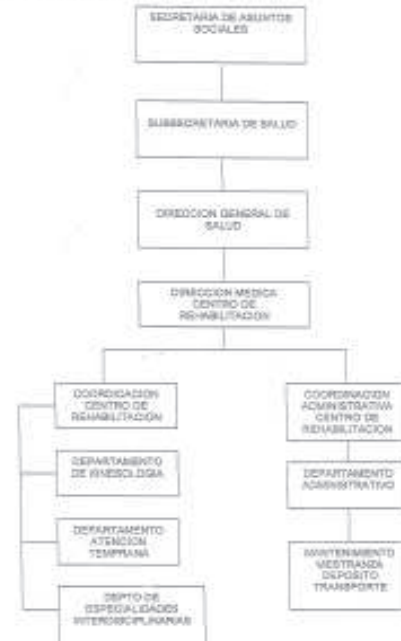 SECRETARIA DE ASUNTOS
SOCIALES
SUBSECRETARIA DE SALUD
DIRECCION GENERAL DE
SALUD
DIRECCION MEDICA
CENTRO DE
REHABILITACION
COORDICACION
CENTRO DE
REHABILITACION
COORDINACION
ADMINISTRATIVA
CENTRO DE
REHABILITACION
DEPARTAMENTO
DE KINESOLOGIA
DEPARTAMENTO
ADMINISTRATIVO
DEPARTAMENTO
ATENCION
TEMPRANA
MANTENIMIENTO
MESTRANZA
DEPOSITO
TRANSPORTE
DEPTO DE
ESPECIALIDADES
INTERDISCIPLINARIAS